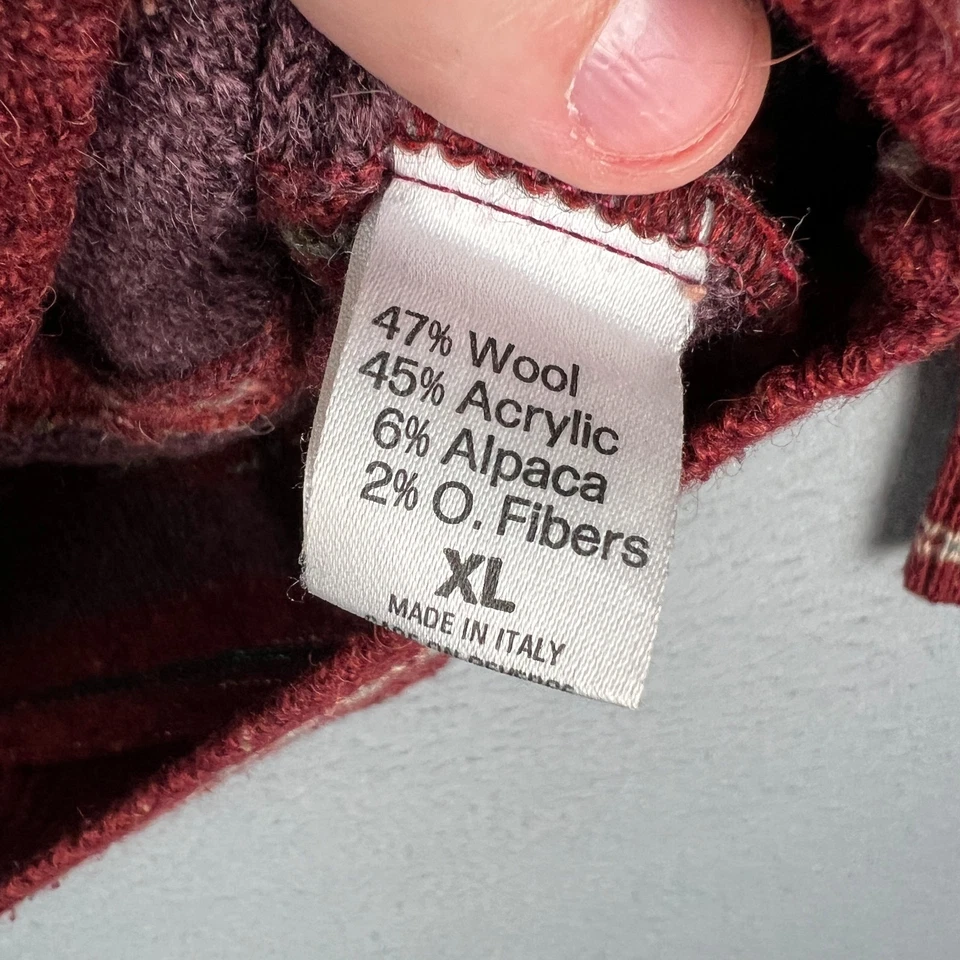 47% Wool
45% Acrylic
6% Alpaca
2% O. Fibers
XL
MADE IN ITALY